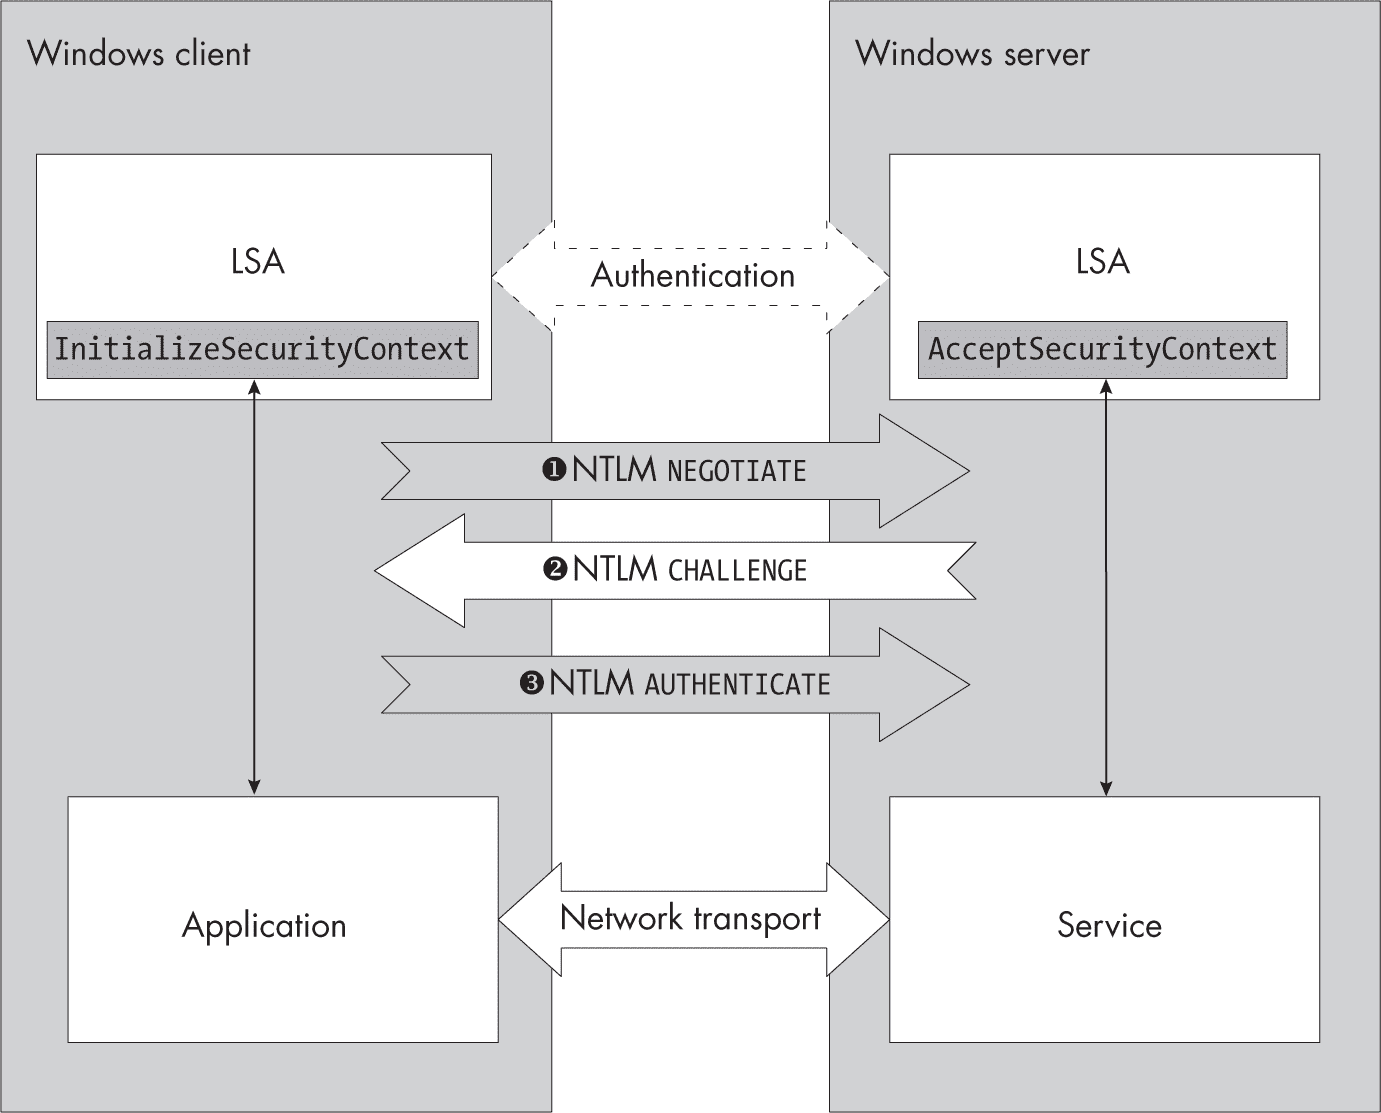 Windows client
Windows server
LSA
Authentication
LSA
InitializeSecurityContext
AcceptSecurityContext
❶ NTLM NEGOTIATE
❷ NTLM CHALLENGE
❸ NTLM AUTHENTICATE
Application
Network transport
Service